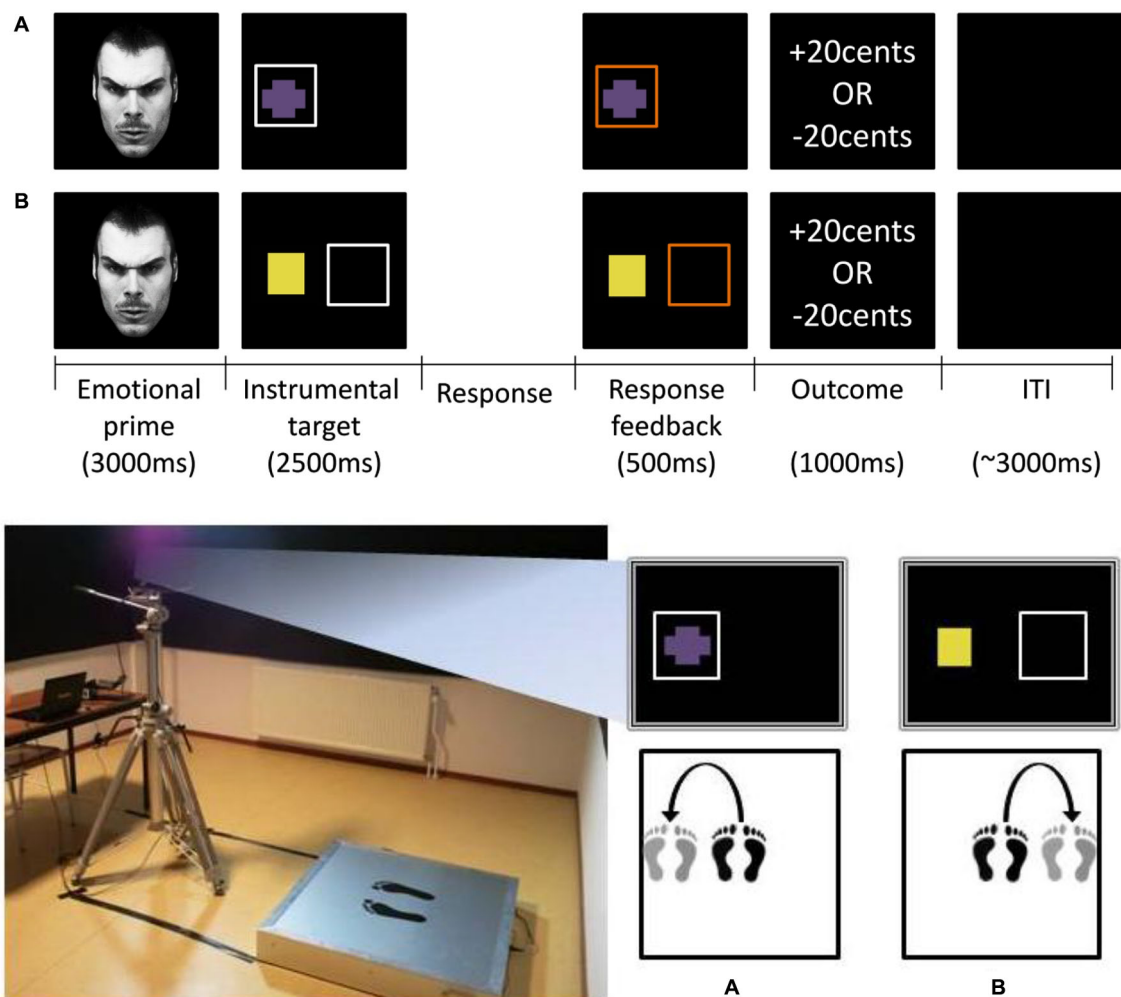 A
+20cents
OR
-20cents
B
+20cents
OR
-20cents
Emotional
prime
(3000ms)
Instrumental
target
(2500ms)
Response
Response
feedback
(500ms)
Outcome
(1000ms)
ITI
(~3000ms)
A
B